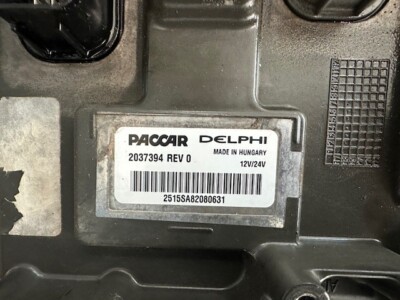 PACCAR DELPHI
MADE IN HUNGARY
2037394 REV 0
12V/24V
2515SA82080631